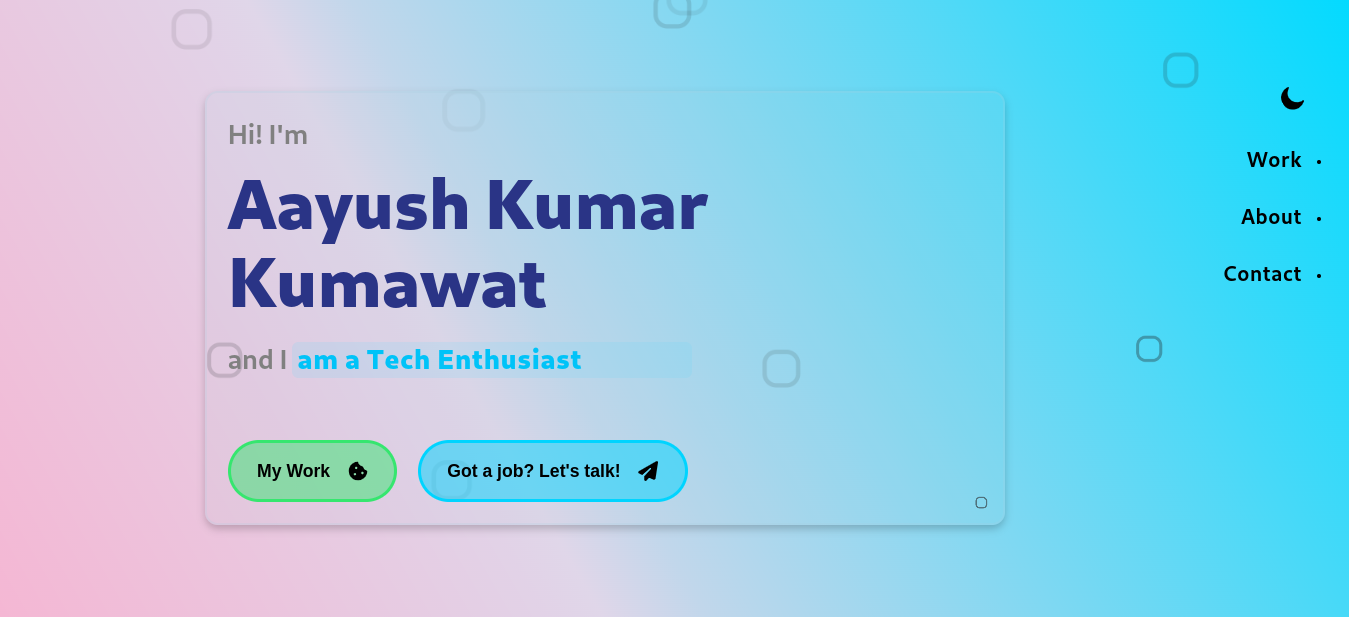 Hi! I'm
Aayush Kumar
Kumawat
and I am a Tech Enthusiast
My Work
Got a job? Let's talk!
Work
About
Contact